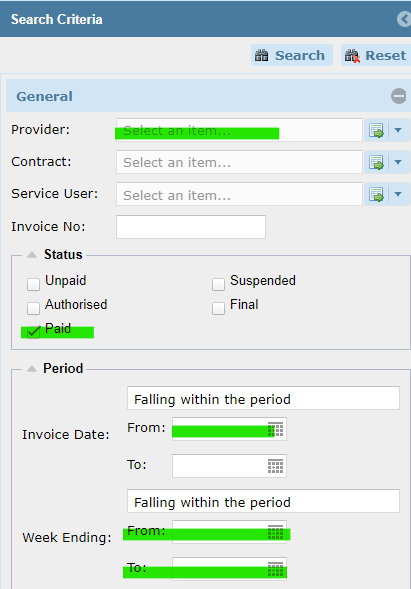 Search Criteria
Search Reset
General
Provider: Select an item...
Contract: Select an item...
Service User: Select an item...
Invoice No:
Status
Unpaid Suspended
Authorised Final
Paid
Period
Falling within the period
Invoice Date: From:
To:
Falling within the period
Week Ending: From:
To: